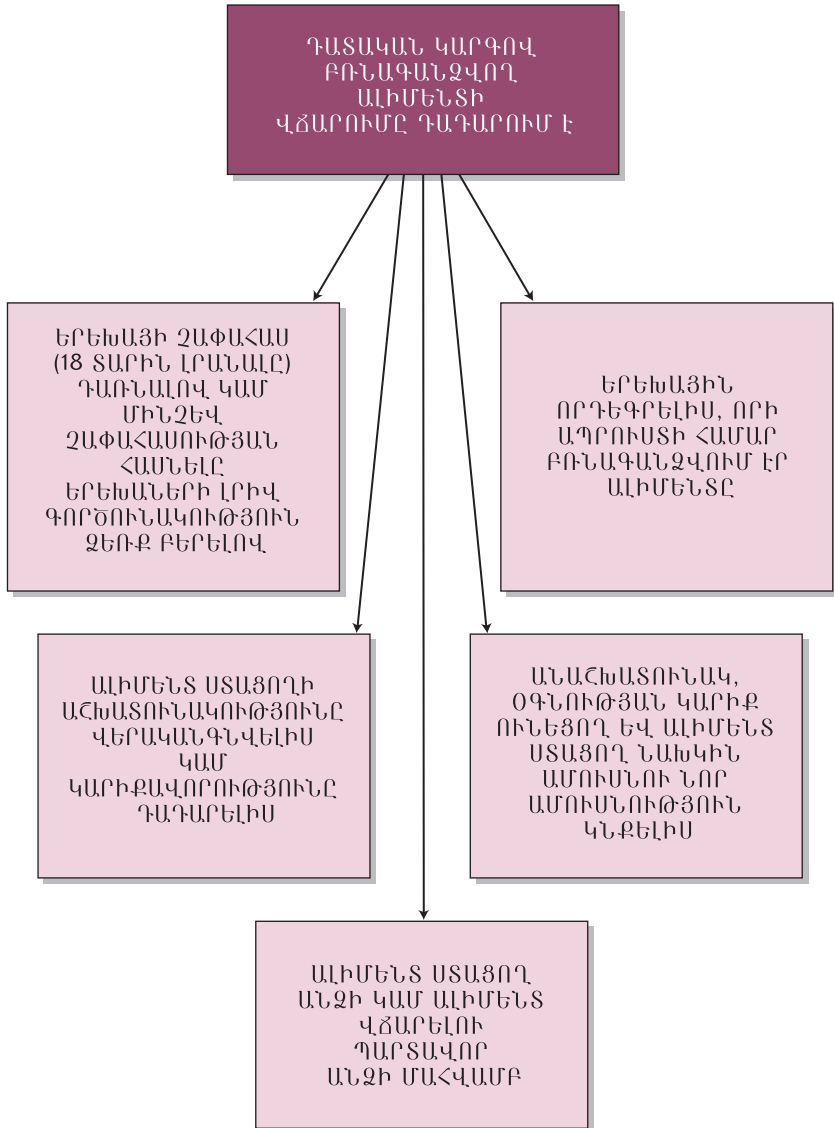 ԴԱՏԱԿԱՆ ԿԱՐԳՈՎ
ԲՌՆԱԳԱՆՁՎՈՂ
ԱԼԻՄԵՆՏԻ
ՎՃԱՐՈՒՄԸ ԴԱԴԱՐՈՒՄ Է
ԵՐԵԽԱՅԻ ՉԱՓԱՀԱՍ
(18 ՏԱՐԻՆ ԼՐԱՆԱԼԸ)
ԴԱՌՆԱԼՈՎ ԿԱՄ
ՄԻՆՉԵՎ
ՉԱՓԱՀԱՍՈՒԹՅԱՆ
ՀԱՍՆԵԼԸ
ԵՐԵԽԱՆԵՐԻ ԼՐԻՎ
ԳՈՐԾՈՒՆԱԿՈՒԹՅՈՒՆ
ՁԵՌՔ ԲԵՐԵԼՈՎ
ԵՐԵԽԱՅԻՆ
ՈՐԴԵԳՐԵԼԻՍ, ՈՐԻ
ԱՊՐՈՒՍՏԻ ՀԱՄԱՐ
ԲՌՆԱԳԱՆՁՎՈՒՄ ԷՐ
ԱԼԻՄԵՆՏԸ
ԱԼԻՄԵՆՏ ՍՏԱՑՈՂԻ
ԱՇԽԱՏՈՒՆԱԿՈՒԹՅՈՒՆԸ
ՎԵՐԱԿԱՆԳՆՎԵԼԻՍ
ԿԱՄ
ԿԱՐԻՔԱՎՈՐՈՒԹՅՈՒՆԸ
ԴԱԴԱՐԵԼԻՍ
ԱՆԱՇԽԱՏՈՒՆԱԿ,
ՕԳՆՈՒԹՅԱՆ ԿԱՐԻՔ
ՈՒՆԵՑՈՂ ԵՎ ԱԼԻՄԵՆՏ
ՍՏԱՑՈՂ ՆԱԽԿԻՆ
ԱՄՈՒՍՆՈՒ ՆՈՐ
ԱՄՈՒՍՆՈՒԹՅՈՒՆ
ԿՆՔԵԼԻՍ
ԱԼԻՄԵՆՏ ՍՏԱՑՈՂ
ԱՆՁԻ ԿԱՄ ԱԼԻՄԵՆՏ
ՎՃԱՐԵԼՈՒ
ՊԱՐՏԱՎՈՐ
ԱՆՁԻ ՄԱՀՎԱՄԲ